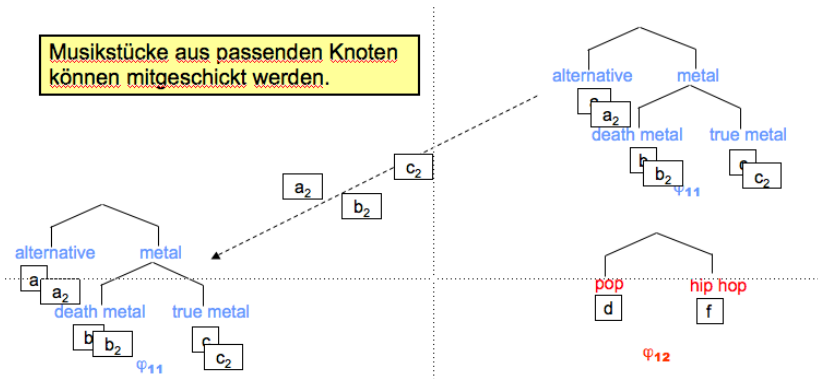 Musikstücke aus passenden Knoten
können mitgeschickt werden.
alternative metal
a₂
death metal true metal
b b₂ c₂
φ₁₁
a₂ b₂ c₂
alternative metal
a a₂
death metal true metal
b b₂ c c₂
φ₁₁
pop hip hop
d f
φ₁₂